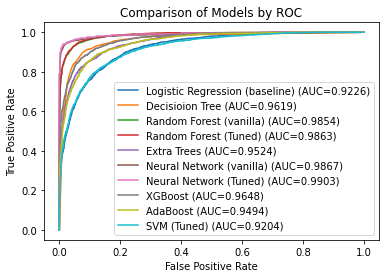 Comparison of Models by ROC
True Positive Rate
1.0
0.8
0.6
0.4
0.2
0.0
Logistic Regression (baseline) (AUC=0.9226)
Decisioion Tree (AUC=0.9619)
Random Forest (vanilla) (AUC=0.9854)
Random Forest (Tuned) (AUC=0.9863)
Extra Trees (AUC=0.9524)
Neural Network (vanilla) (AUC=0.9867)
Neural Network (Tuned) (AUC=0.9903)
XGBoost (AUC=0.9648)
AdaBoost (AUC=0.9494)
SVM (Tuned) (AUC=0.9204)
0.0 0.2 0.4 0.6 0.8 1.0
False Positive Rate